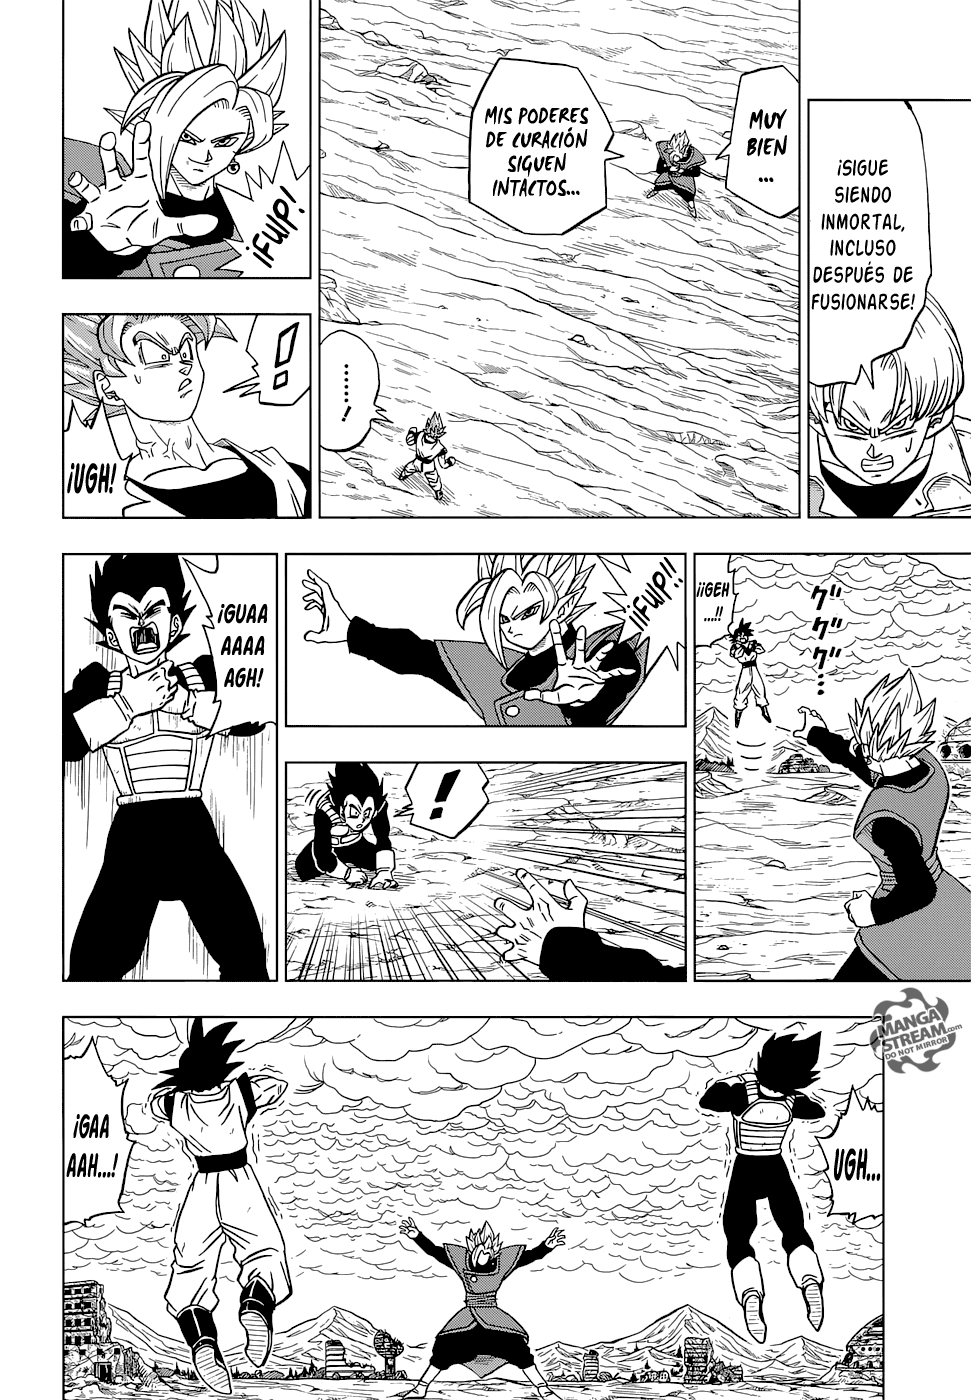 ¡SIGUE
SIENDO
INMORTAL,
INCLUSO
DESPUÉS DE
FUSIONARSE!
MUY
BIEN
...
MIS PODERES
DE CURACIÓN
SIGUEN
INTACTOS...
......!
¡FUIP!
!
¡UGH!
¡¡GEH
...!!
グググ…
¡¡FUIP!!
!
¡GUAA
AAAA
AGH!
UGH...
¡GAA
AAH...!
MANGA
STREAM.com
DO NOT MIRROR